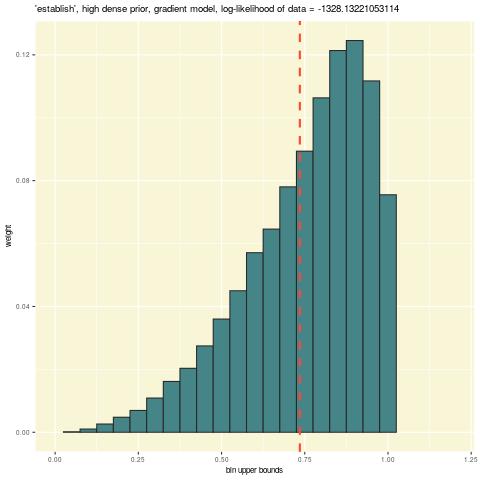 'establish', high dense prior, gradient model, log-likelihood of data = -1328.13221053114
0.12
0.08
weight
0.04
0.00
0.00 0.25 0.50 0.75 1.00 1.25
bin upper bounds